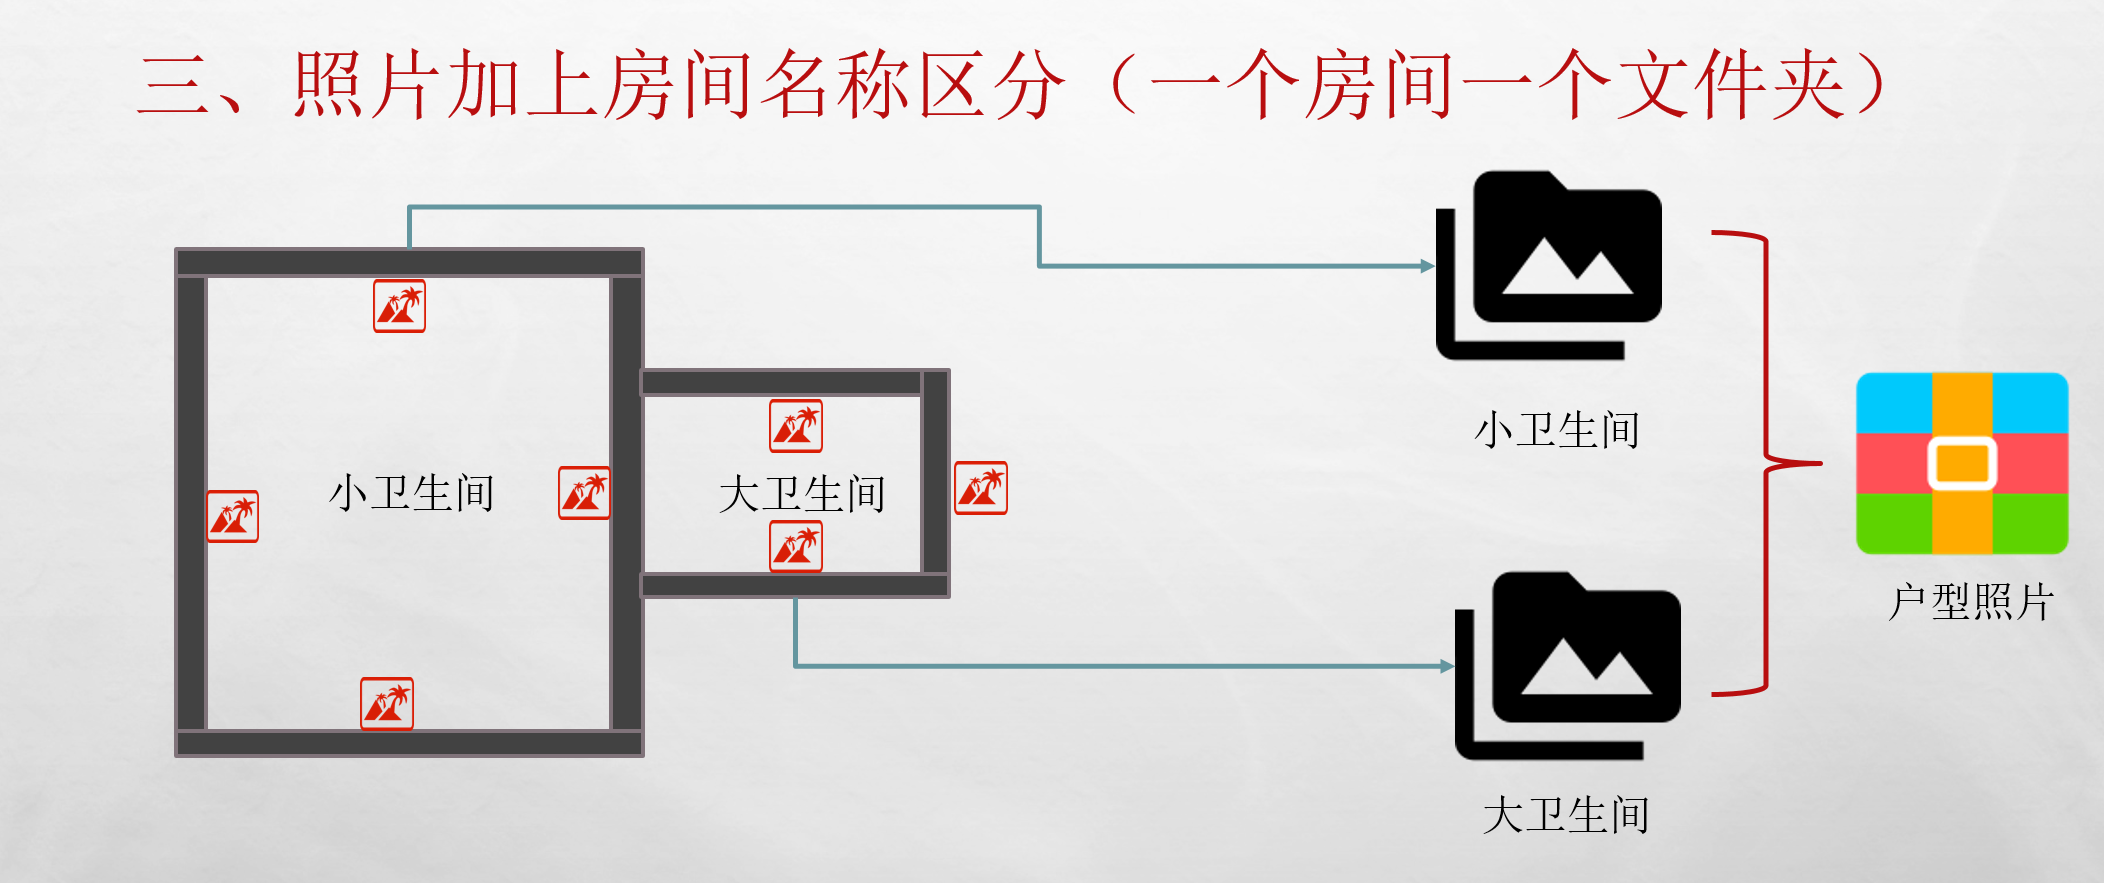 三、照片加上房间名称区分（一个房间一个文件夹）
小卫生间
大卫生间
小卫生间
大卫生间
户型照片